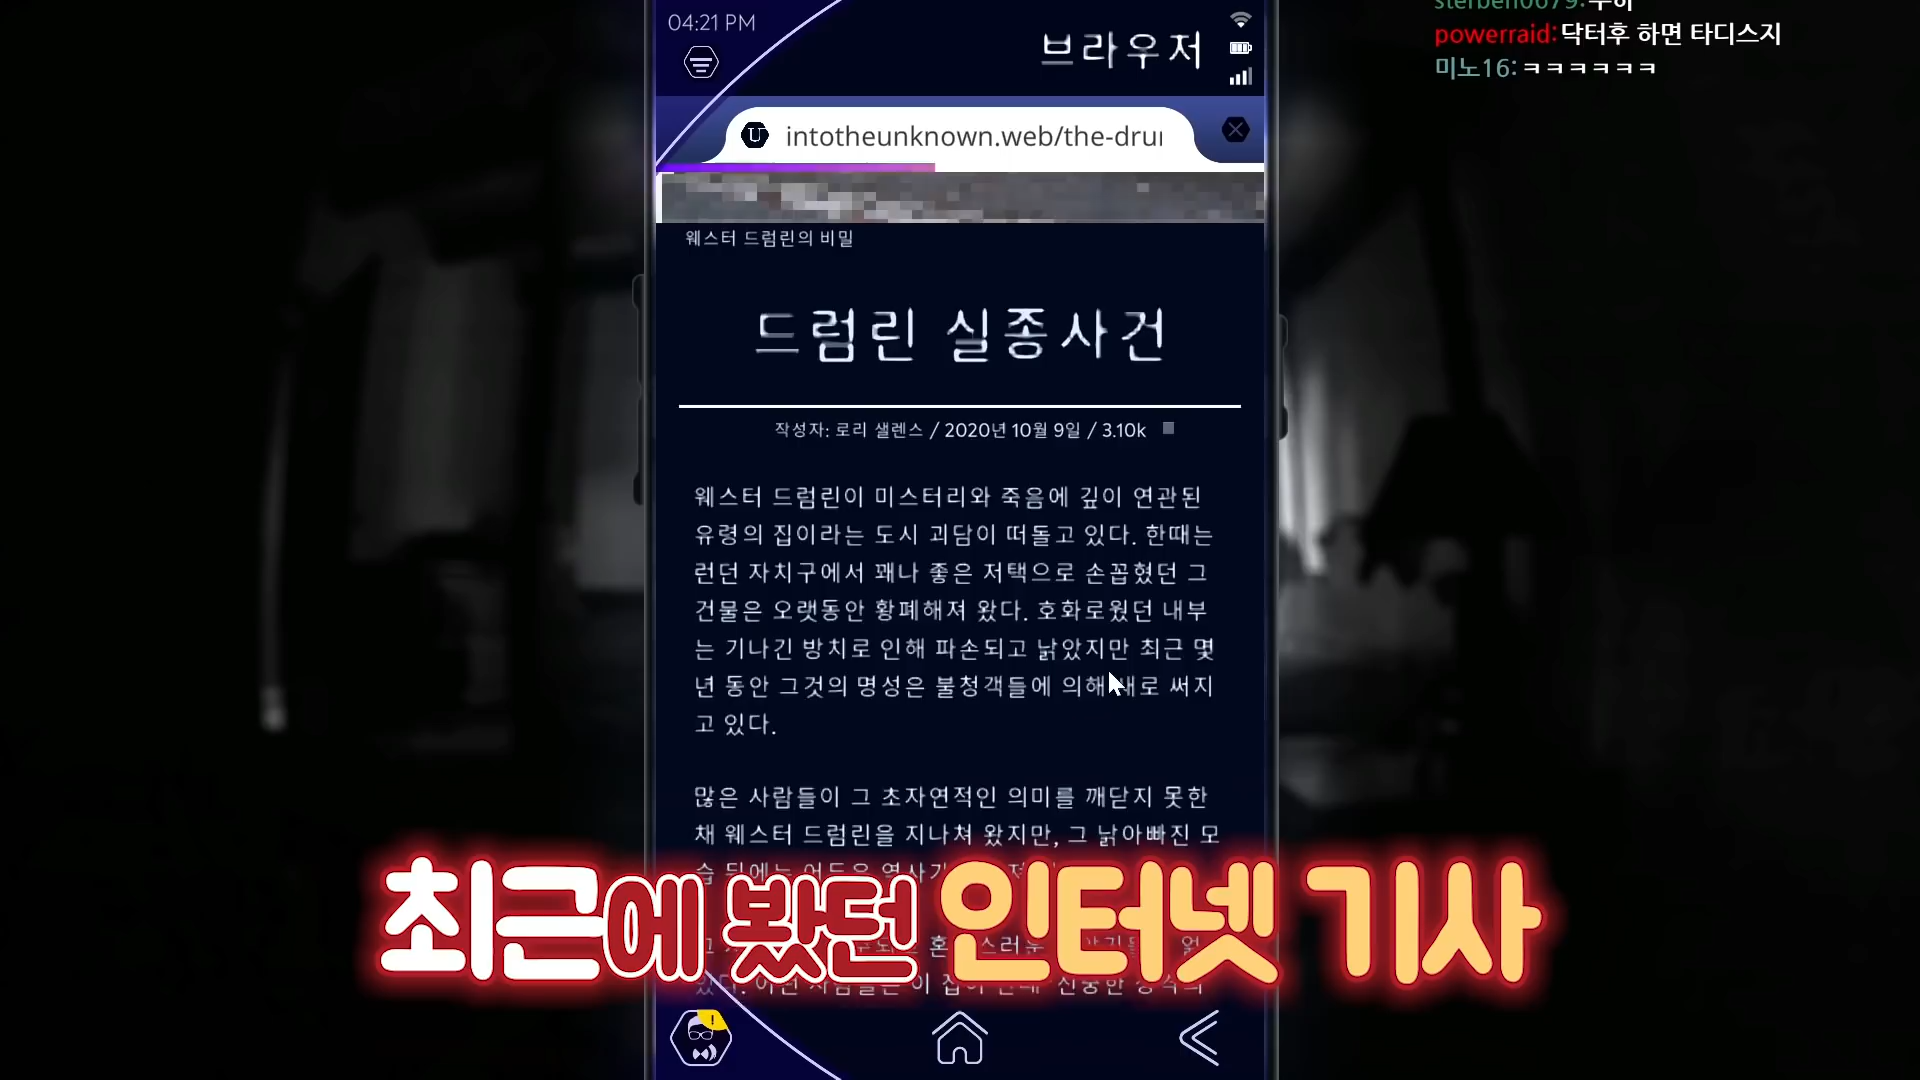 04:21 PM
브라우저
powerraid: 닥터후 하면 타디스지
미노16: ㅋㅋㅋㅋㅋㅋ
U intotheunknown.web/the-dru
웨스터 드럼린의 비밀
드럼린 실종사건
작성자: 로리 샐렌스 / 2020년 10월 9일 / 3.10k
웨스터 드럼린이 미스터리와 죽음에 깊이 연관된
유령의 집이라는 도시 괴담이 떠돌고 있다. 한때는
런던 자치구에서 꽤나 좋은 저택으로 손꼽혔던 그
건물은 오랫동안 황폐해져 왔다. 호화로웠던 내부
는 기나긴 방치로 인해 파손되고 낡았지만 최근 몇
년 동안 그것의 명성은 불청객들에 의해 새로 써지
고 있다.
많은 사람들이 그 초자연적인 의미를 깨닫지 못한
채 웨스터 드럼린을 지나쳐 왔지만, 그 낡아빠진 모
습 뒤에는 어두운
최근에 봤던 인터넷 기사